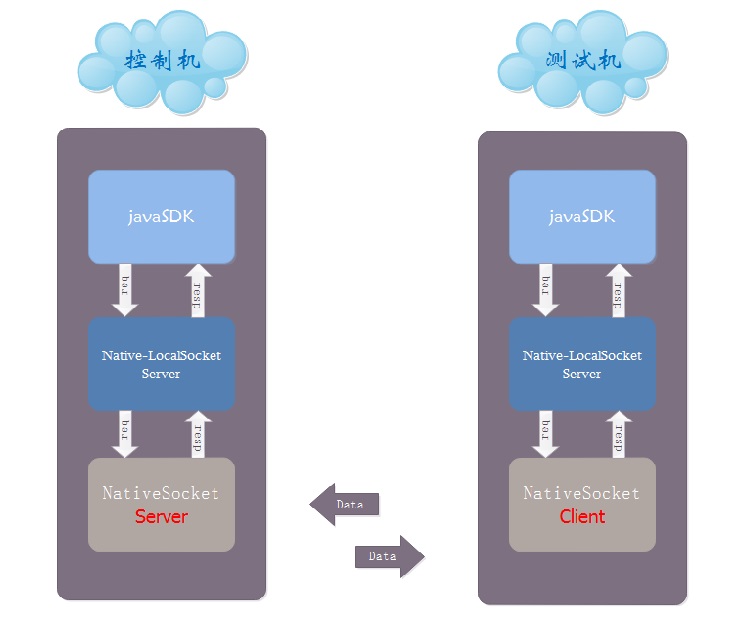 控制机
测试机
javaSDK
req
resp
Native-LocalSocket
Server
req
resp
NativeSocket
Server
Data
Data
javaSDK
req
resp
Native-LocalSocket
Server
req
resp
NativeSocket
Client